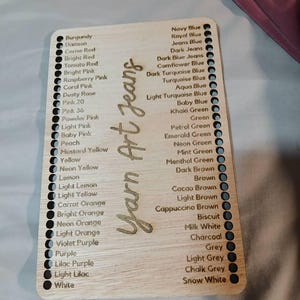 Burgundy
Damson
Cerise Red
Bright Red
Tomato Red
Bright Pink
Raspberry Pink
Coral Pink
Dusty Rose
Pink 20
Pink 36
Powder Pink
Light Pink
Baby Pink
Peach
Mustard Yellow
Yellow
Neon Yellow
Lemon
Light Lemon
Light Yellow
Carrot Orange
Bright Orange
Neon Orange
Light Orange
Violet Purple
Purple
Lilac Purple
Light Lilac
White
Yarn Art Jeans
Navy Blue
Royal Blue
Jeans Blue
Dark Blue
Dark Blue Jeans
Cornflower Blue
Dark Turquoise Blue
Turquoise Blue
Aqua Blue
Light Turquoise Blue
Baby Blue
Khaki Green
Green
Petrol Green
Emerald Green
Neon Green
Mint Green
Menthol Green
Dark Brown
Brown
Cacao Brown
Light Brown
Cappuccino Brown
Biscuit
Milk White
Charcoal
Grey
Light Grey
Chalk Grey
Snow White